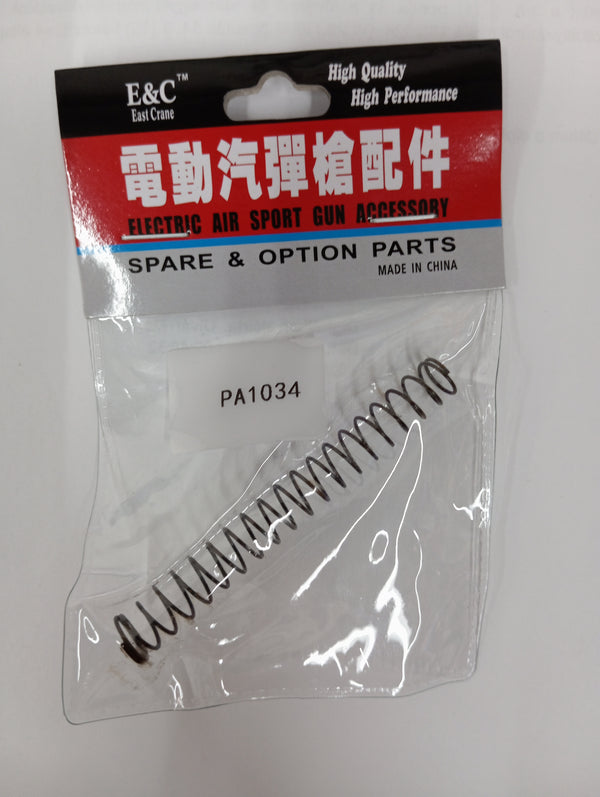 E&C™
East Crane
High Quality
High Performance
電動汽彈槍配件
ELECTRIC AIR SPORT GUN ACCESSORY
SPARE & OPTION PARTS
MADE IN CHINA
PA1034